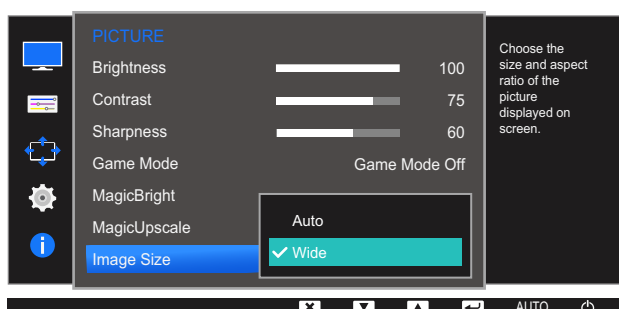 PICTURE
Brightness 100
Contrast 75
Sharpness 60
Game Mode Game Mode Off
MagicBright
MagicUpscale
Image Size
Auto
Wide
Choose the
size and aspect
ratio of the
picture
displayed on
screen.
AUTO